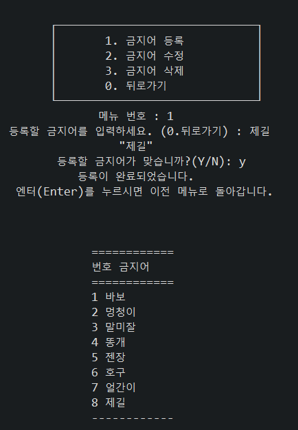 1. 금지어 등록
2. 금지어 수정
3. 금지어 삭제
0. 뒤로가기
메뉴 번호 : 1
등록할 금지어를 입력하세요. (0.뒤로가기) : 제길
"제길"
등록할 금지어가 맞습니까?(Y/N): y
등록이 완료되었습니다.
엔터(Enter)를 누르시면 이전 메뉴로 돌아갑니다.
============
번호 금지어
============
1 바보
2 멍청이
3 말미잘
4 똥개
5 젠장
6 호구
7 얼간이
8 제길
------------